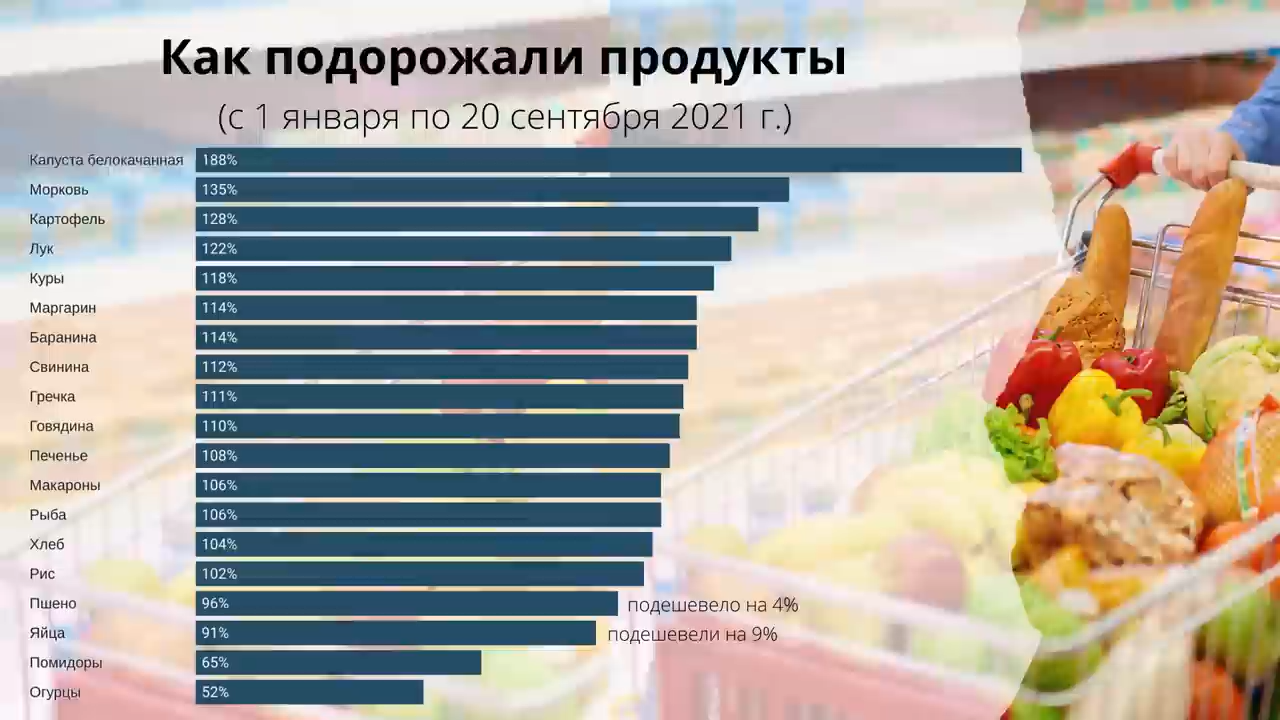 Как подорожали продукты
(с 1 января по 20 сентября 2021 г.)
Капуста белокачанная 188%
Морковь 135%
Картофель 128%
Лук 122%
Куры 118%
Маргарин 114%
Баранина 114%
Свинина 112%
Гречка 111%
Говядина 110%
Печенье 108%
Макароны 106%
Рыба 106%
Хлеб 104%
Рис 102%
Пшено 96% подешевело на 4%
Яйца 91% подешевели на 9%
Помидоры 65%
Огурцы 52%